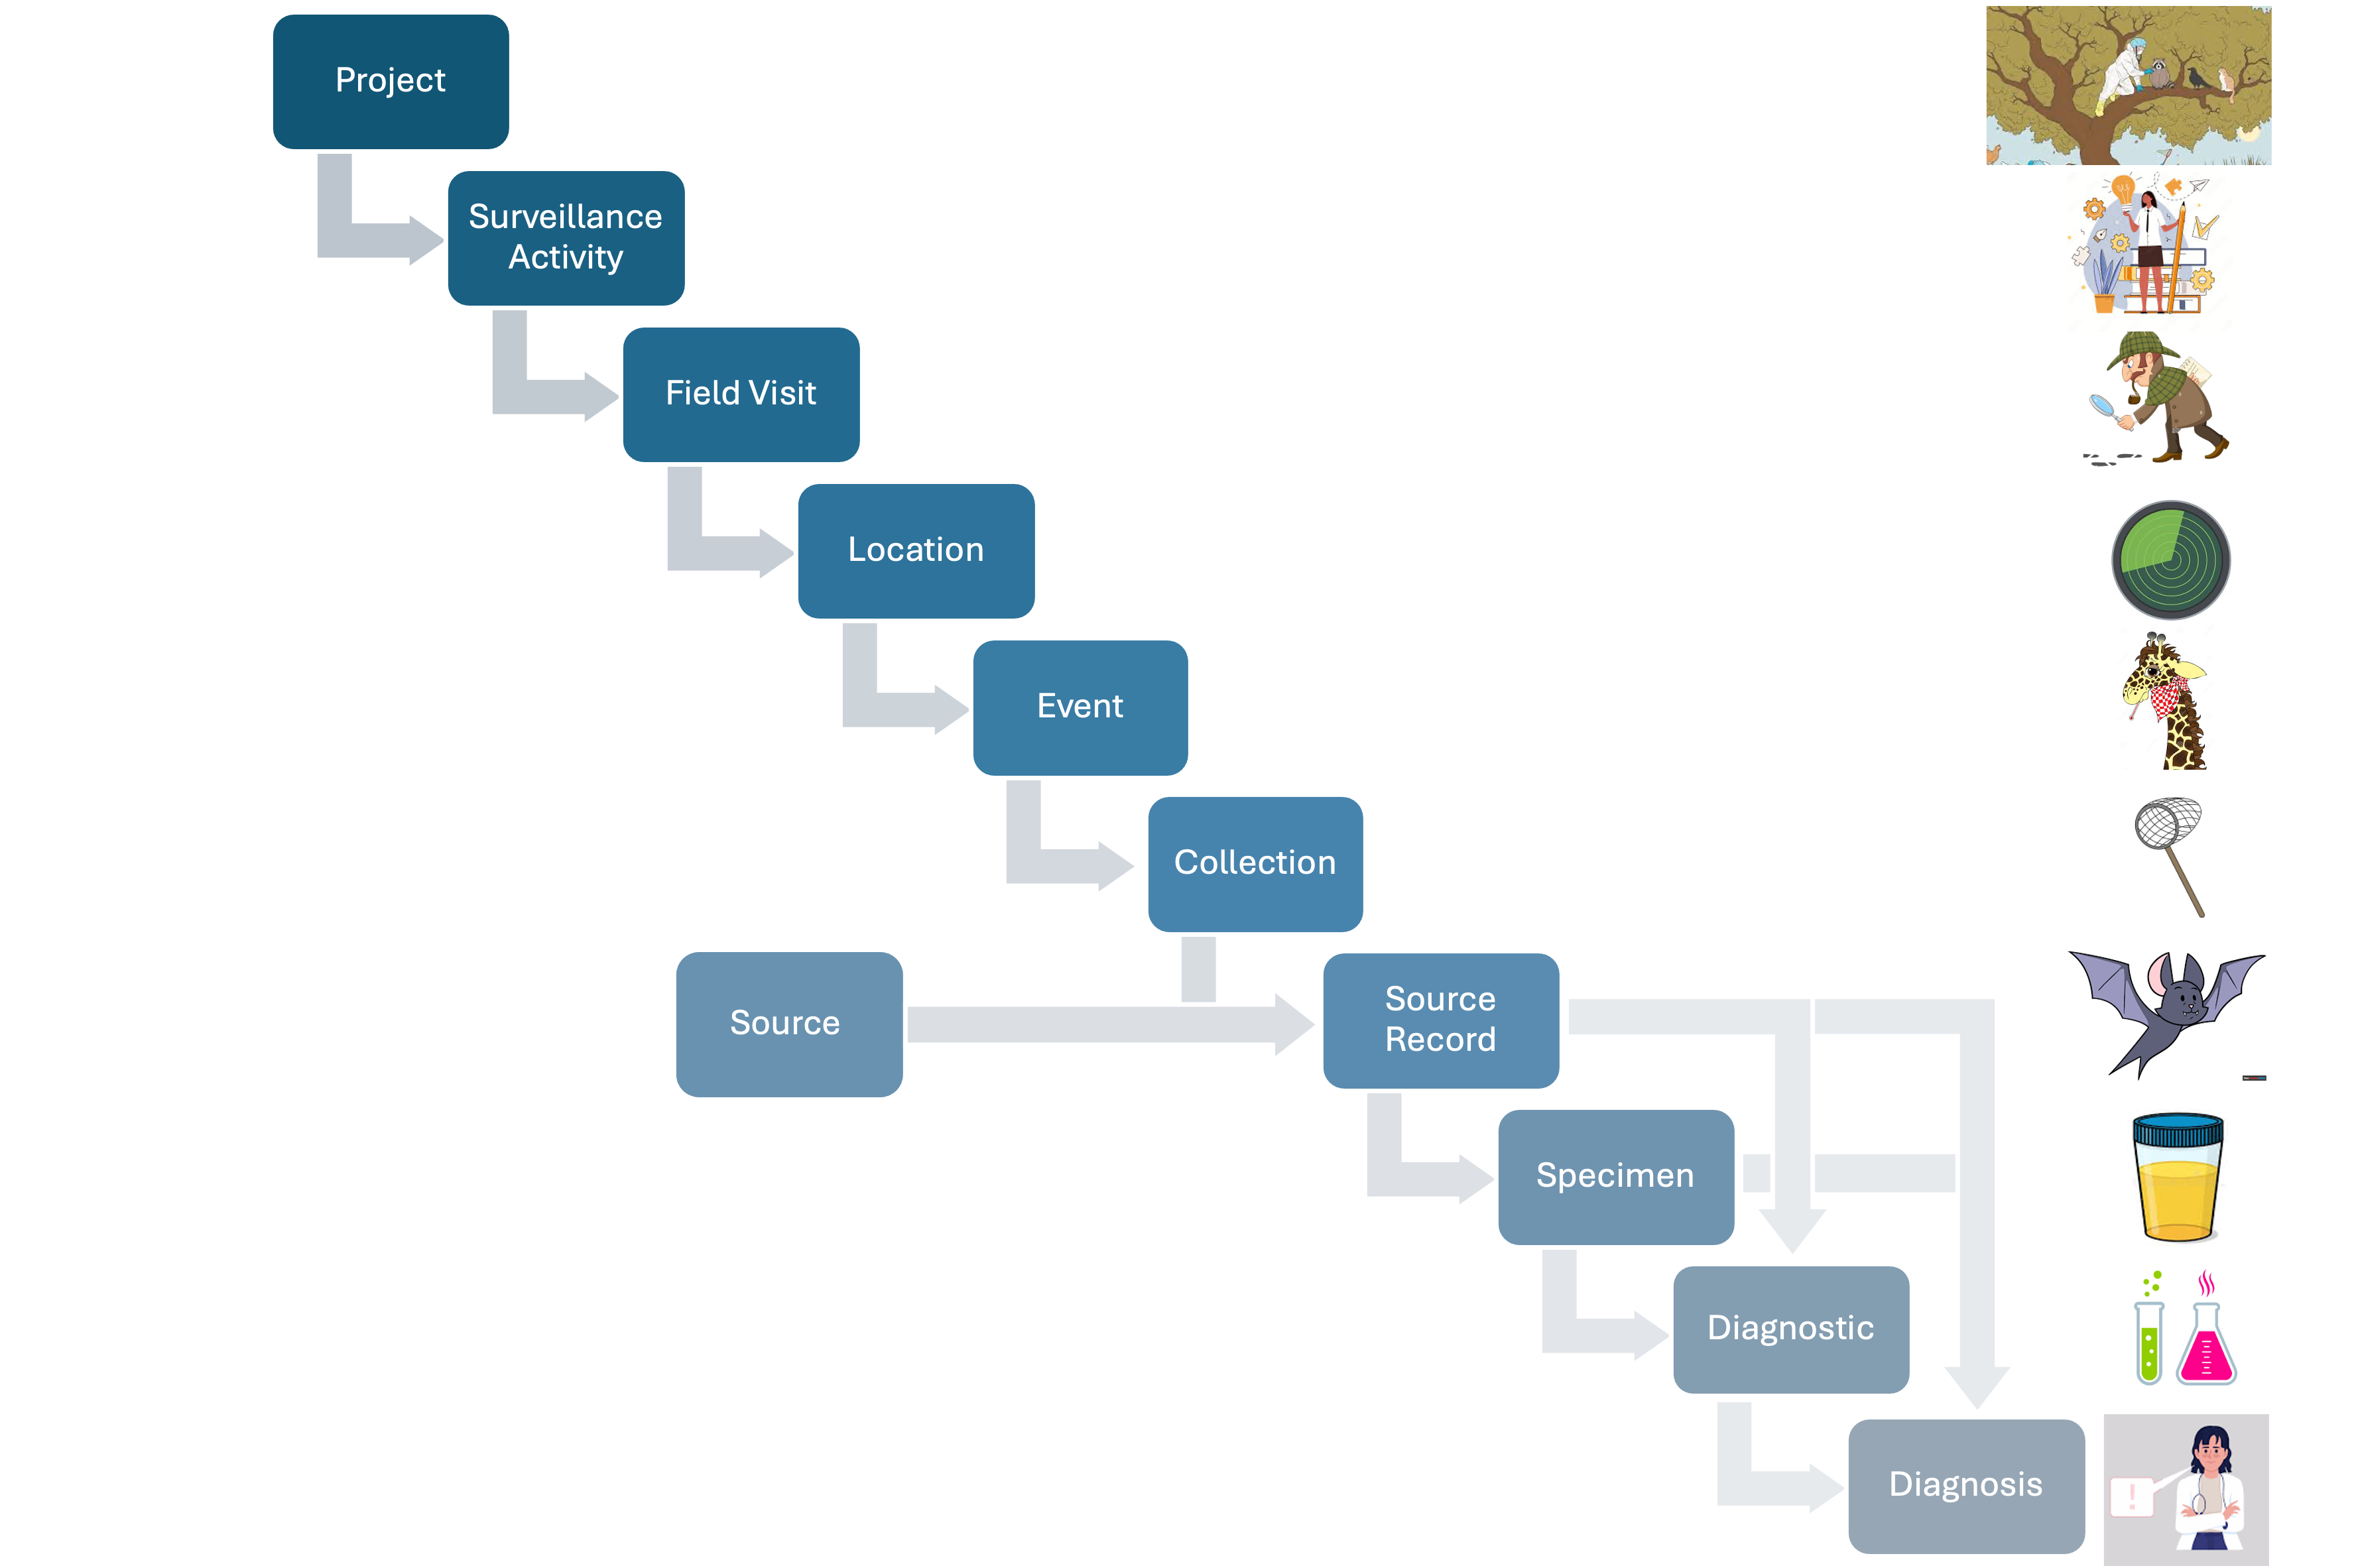 Project
Surveillance
Activity
Field Visit
Location
Event
Collection
Source
Source
Record
Specimen
Diagnostic
Diagnosis
!